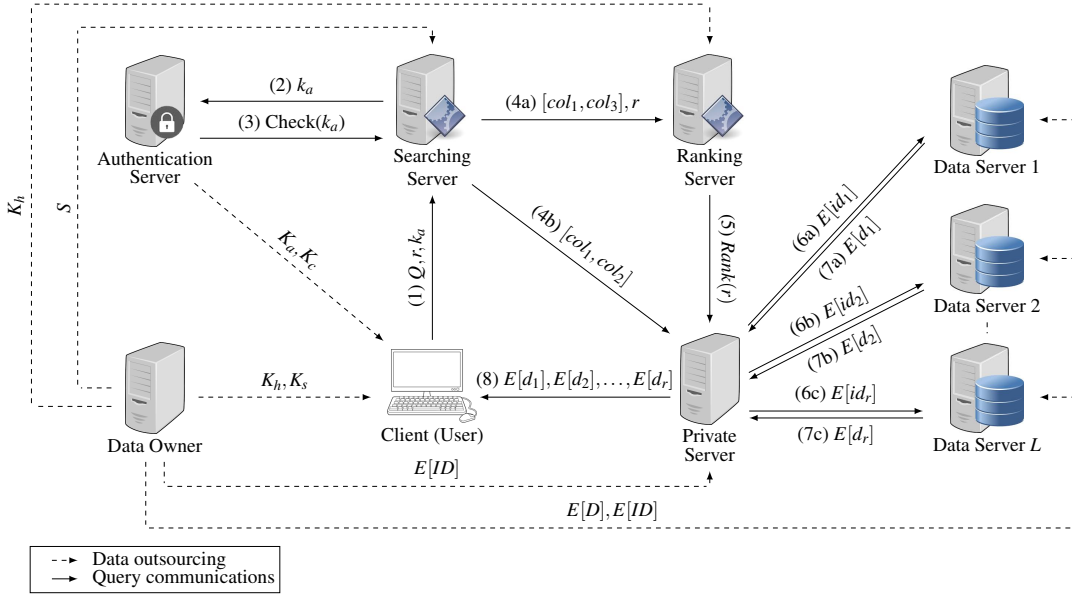 (2) k_a
(3) Check(k_a)
(4a) [col_1, col_3], r
Authentication
Server
Searching
Server
Ranking
Server
Data Server 1
K_h
S
K_a, K_c
(1) Q, r, k_a
(4b) [col_1, col_2]
(5) Rank(r)
(6a) E[id_1]
(7a) E[d_1]
(6b) E[id_2]
(7b) E[d_2]
Data Server 2
K_h, K_s
(8) E[d_1], E[d_2], ..., E[d_r]
(6c) E[id_r]
(7c) E[d_r]
Data Owner
Client (User)
Private
Server
Data Server L
E[ID]
E[D], E[ID]
Data outsourcing
Query communications